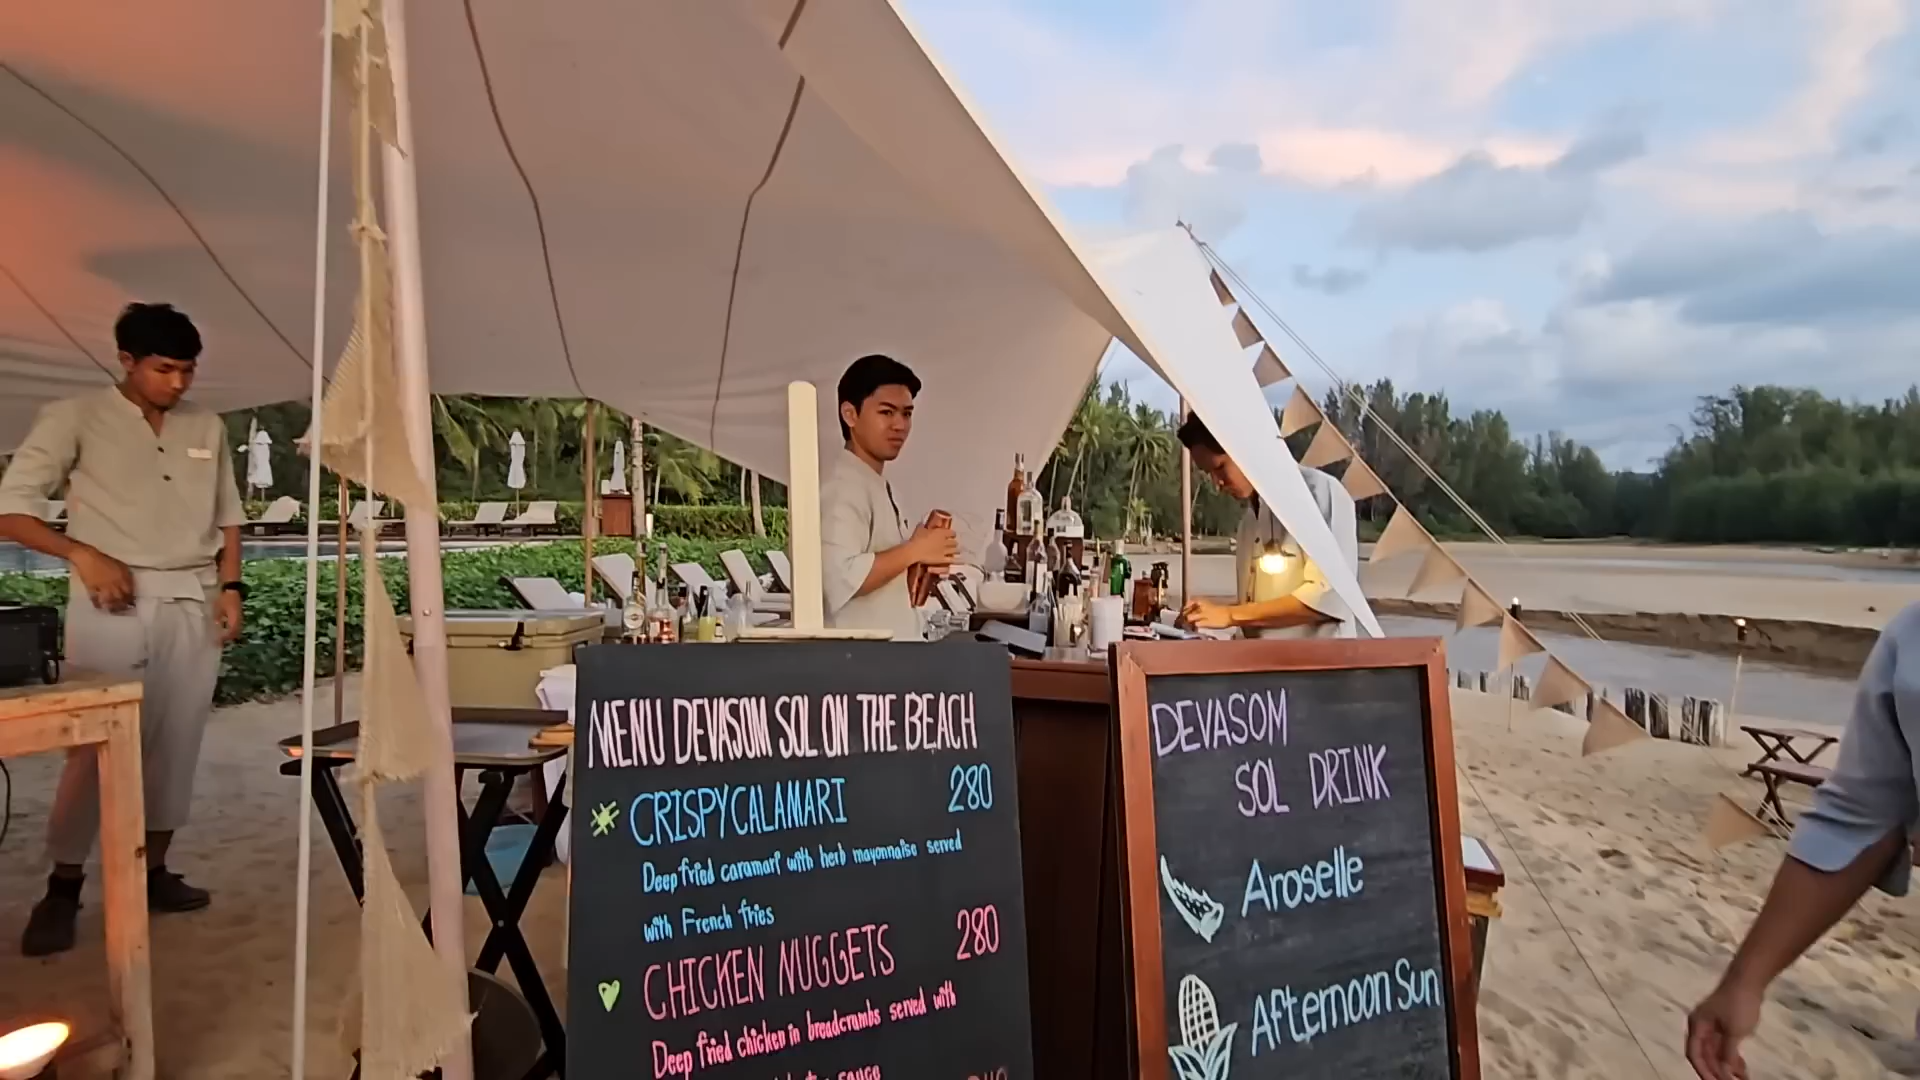 MENU DEVASOM SOL ON THE BEACH
CRISPY CALAMARI 280
Deep fried caramari with herb mayonnaise served
with French fries
CHICKEN NUGGETS 280
Deep fried chicken in breadcrumbs served with
sauce
DEVASOM
SOL DRINK
Aroselle
Afternoon Sun